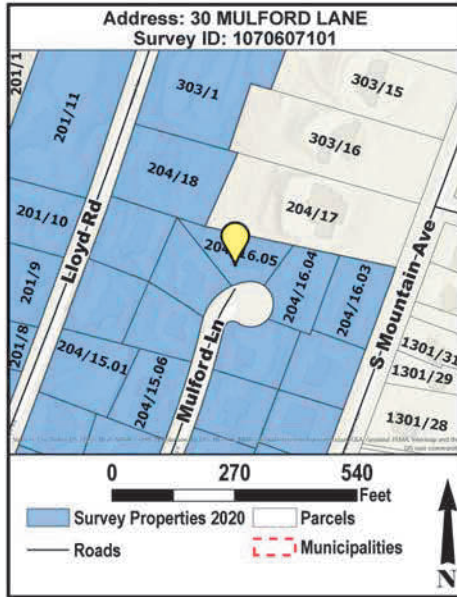 Address: 30 MULFORD LANE
Survey ID: 1070607101
201/1
303/15
303/1
201/11
303/16
204/18
204/17
201/10
Lloyd Rd
204/16.05
204/16.04
204/16.03
S Mountain Ave
201/9
201/8
204/15.01
204/15.06
Mulford Ln
1301/31
1301/29
1301/28
0 270 540
Feet
Survey Properties 2020
Parcels
Roads
Municipalities
N